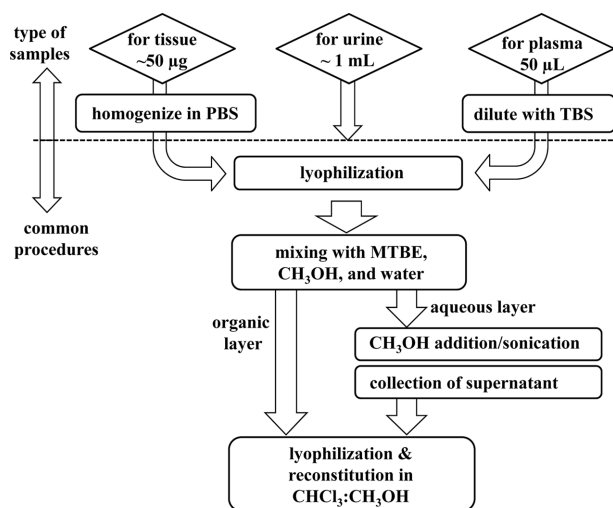 type of
samples
for tissue
~50 µg
for urine
~ 1 mL
for plasma
50 µL
homogenize in PBS
dilute with TBS
lyophilization
common
procedures
mixing with MTBE,
CH₃OH, and water
organic
layer
aqueous layer
CH₃OH addition/sonication
collection of supernatant
lyophilization &
reconstitution in
CHCl₃:CH₃OH